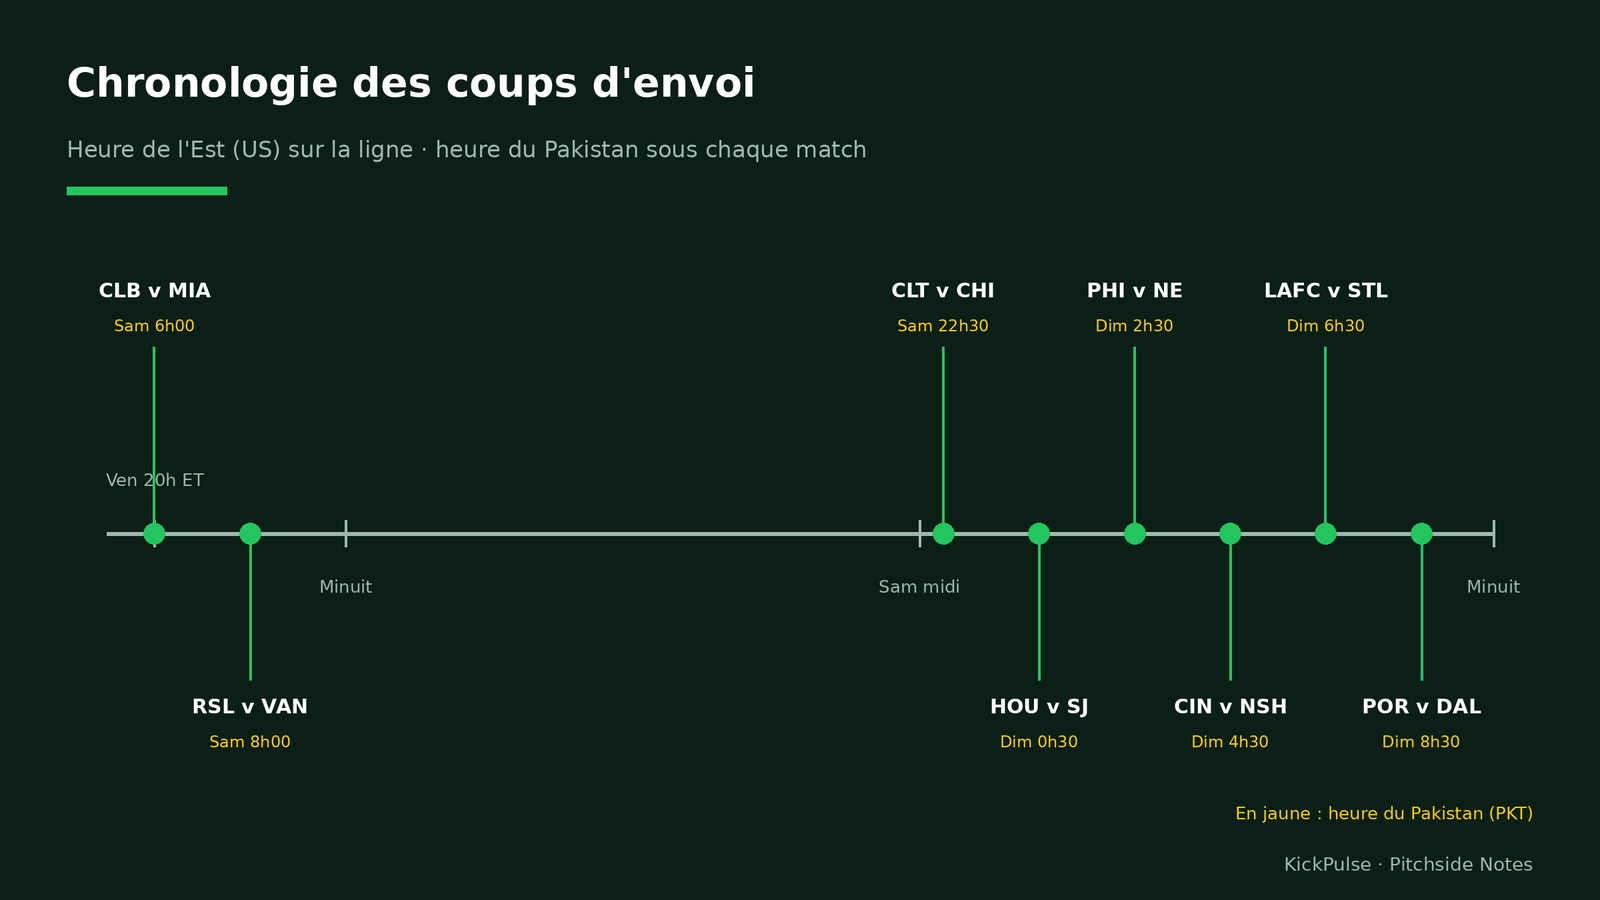 Chronologie des coups d'envoi
Heure de l'Est (US) sur la ligne · heure du Pakistan sous chaque match
CLB v MIA
Sam 6h00
CLT v CHI
Sam 22h30
PHI v NE
Dim 2h30
LAFC v STL
Dim 6h30
Ven 20h ET
Minuit
Sam midi
Minuit
RSL v VAN
Sam 8h00
HOU v SJ
Dim 0h30
CIN v NSH
Dim 4h30
POR v DAL
Dim 8h30
En jaune : heure du Pakistan (PKT)
KickPulse · Pitchside Notes